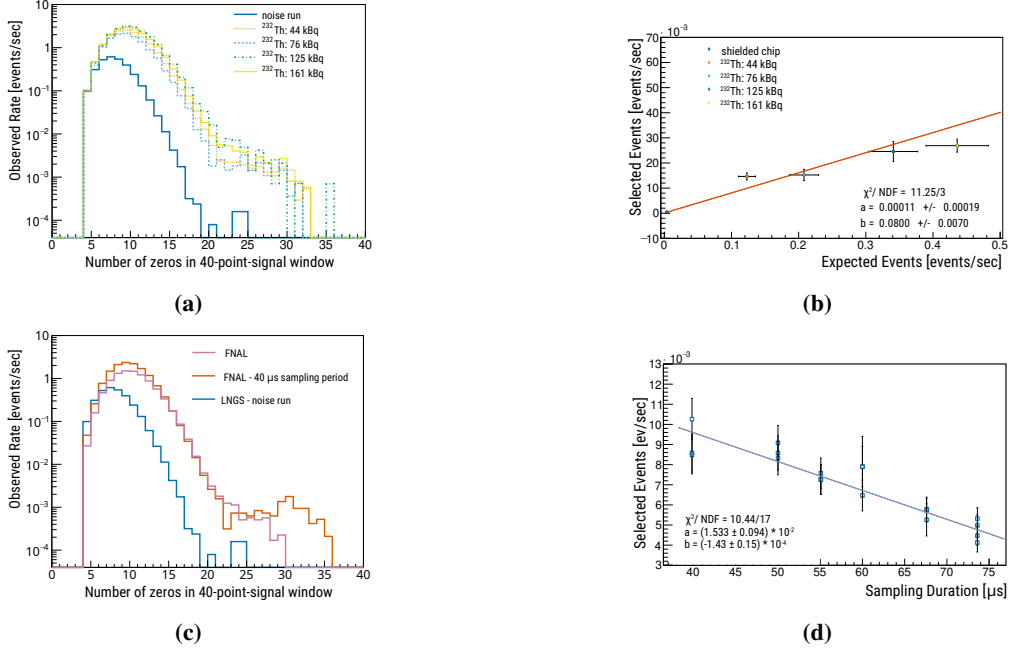 10
1
10⁻¹
10⁻²
10⁻³
10⁻⁴
Observed Rate [events/sec]
noise run
²³²Th: 44 kBq
²³²Th: 76 kBq
²³²Th: 125 kBq
²³²Th: 161 kBq
0 5 10 15 20 25 30 35 40
Number of zeros in 40-point-signal window
(a)
×10⁻³
60
50
40
30
20
10
0
−10
Selected Events [events/sec]
shielded chip
²³²Th: 44 kBq
²³²Th: 76 kBq
²³²Th: 125 kBq
²³²Th: 161 kBq
χ²/ NDF = 11.25/3
a = 0.00011 +/- 0.00019
b = 0.0800 +/- 0.0070
0 0.1 0.2 0.3 0.4 0.5
Expected Events [events/sec]
(b)
10
1
10⁻¹
10⁻²
10⁻³
10⁻⁴
Observed Rate [events/sec]
FNAL
FNAL - 40 µs sampling period
LNGS - noise run
0 5 10 15 20 25 30 35 40
Number of zeros in 40-point-signal window
(c)
×10⁻³
13
12
11
10
9
8
7
6
5
4
3
Selected Events [ev/sec]
χ²/ NDF = 10.44/17
a = (1.533 ± 0.094) * 10⁻²
b = (-1.43 ± 0.15) * 10⁻⁴
40 45 50 55 60 65 70 75
Sampling Duration [µs]
(d)